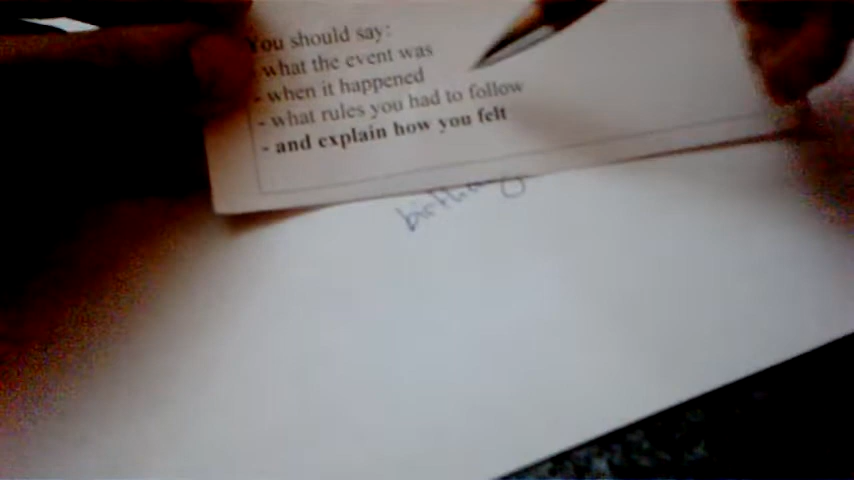 You should say:
- what the event was
- when it happened
- what rules you had to follow
- and explain how you felt